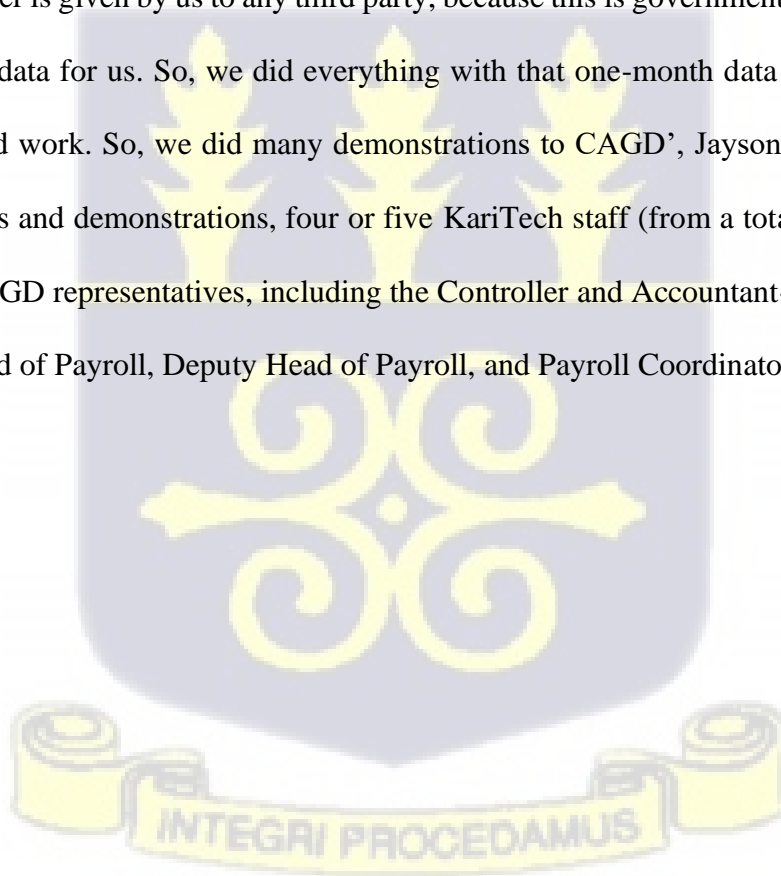 er is given by us to any third party, because this is government
data for us. So, we did everything with that one-month data
d work. So, we did many demonstrations to CAGD’, Jayson
s and demonstrations, four or five KariTech staff (from a tota
GD representatives, including the Controller and Accountant-
d of Payroll, Deputy Head of Payroll, and Payroll Coordinato
INTEGRI PROCEDAMUS